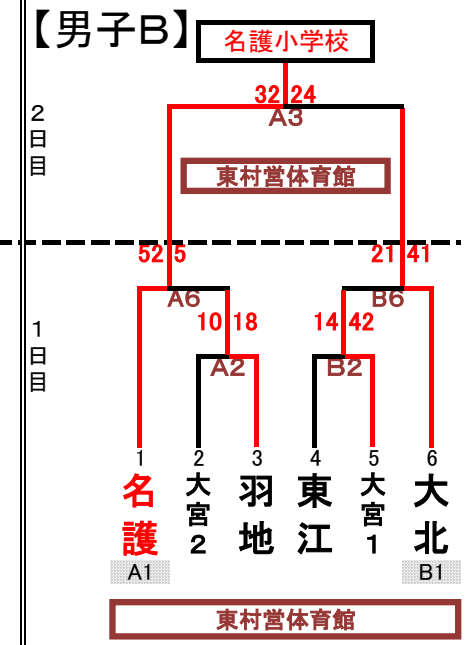 【男子B】
名護小学校
32 24
A3
2日目
東村営体育館
52 5
21 41
A6
B6
10 18
14 42
1日目
A2
B2
1 2 3 4 5 6
名護
大宮2
羽地
東江
大宮1
大北
A1
B1
東村営体育館